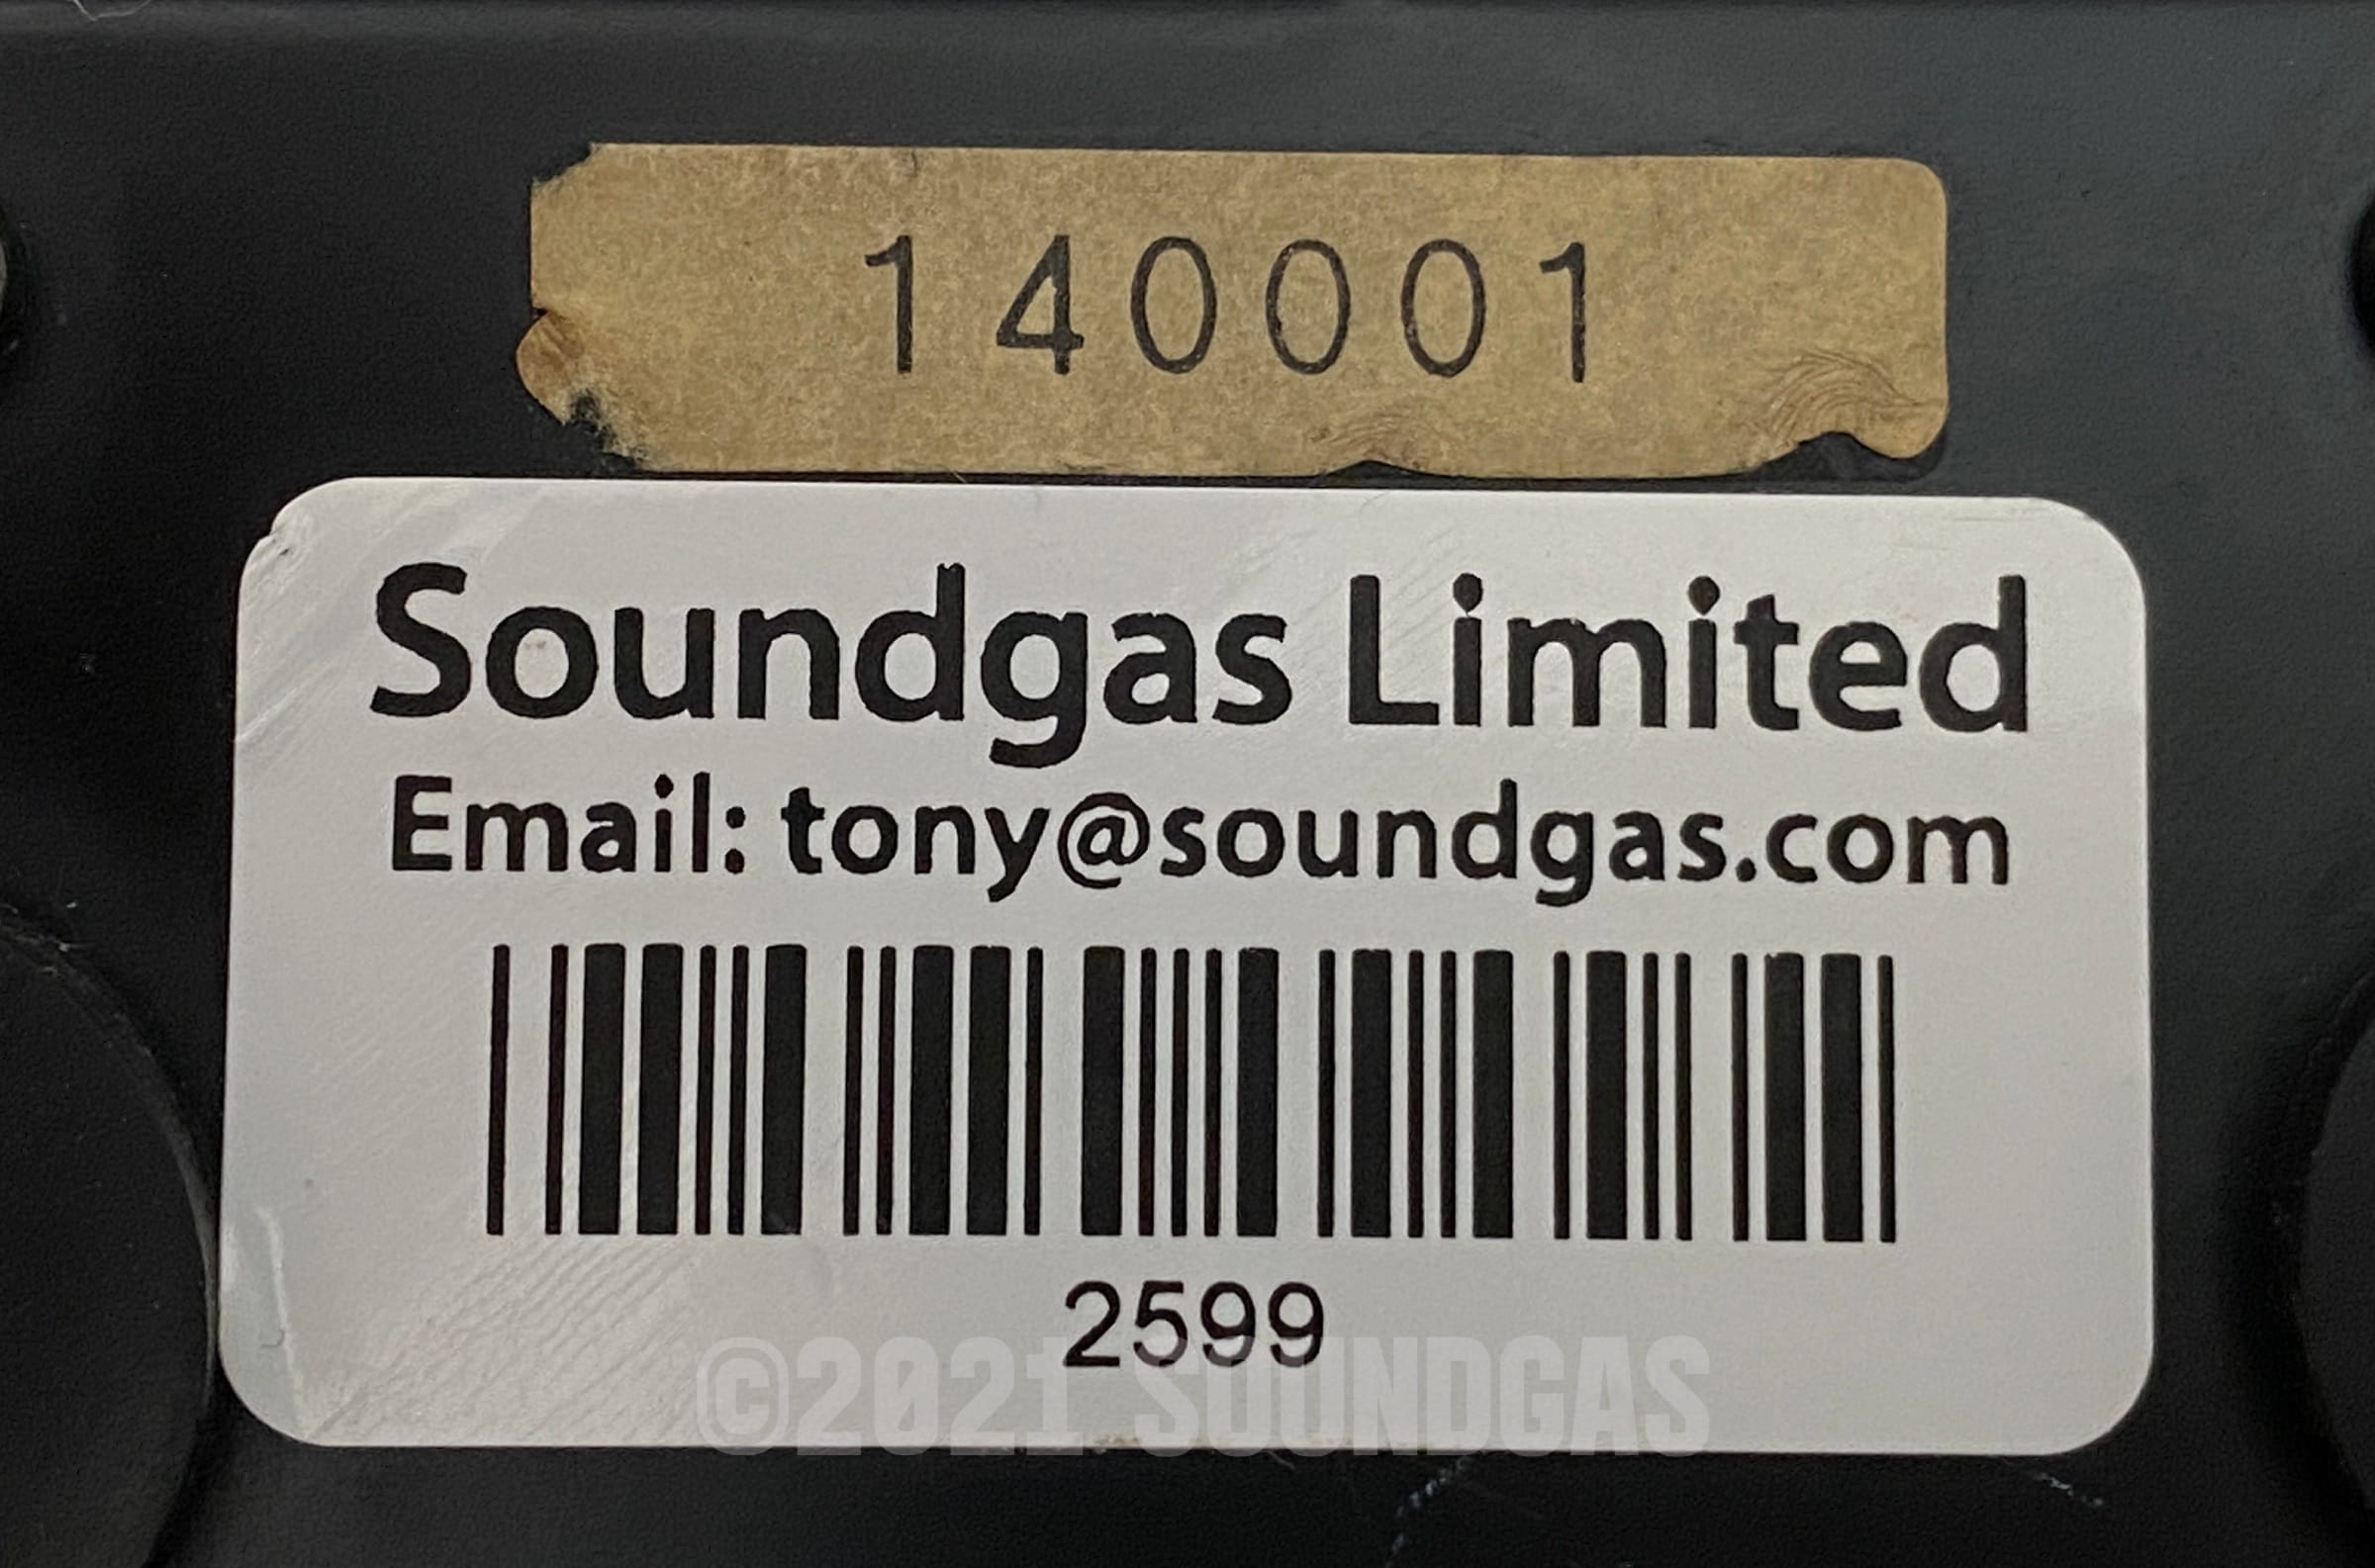 140001
Soundgas Limited
Email: tony@soundgas.com
2599
©2021 SOUNDGAS